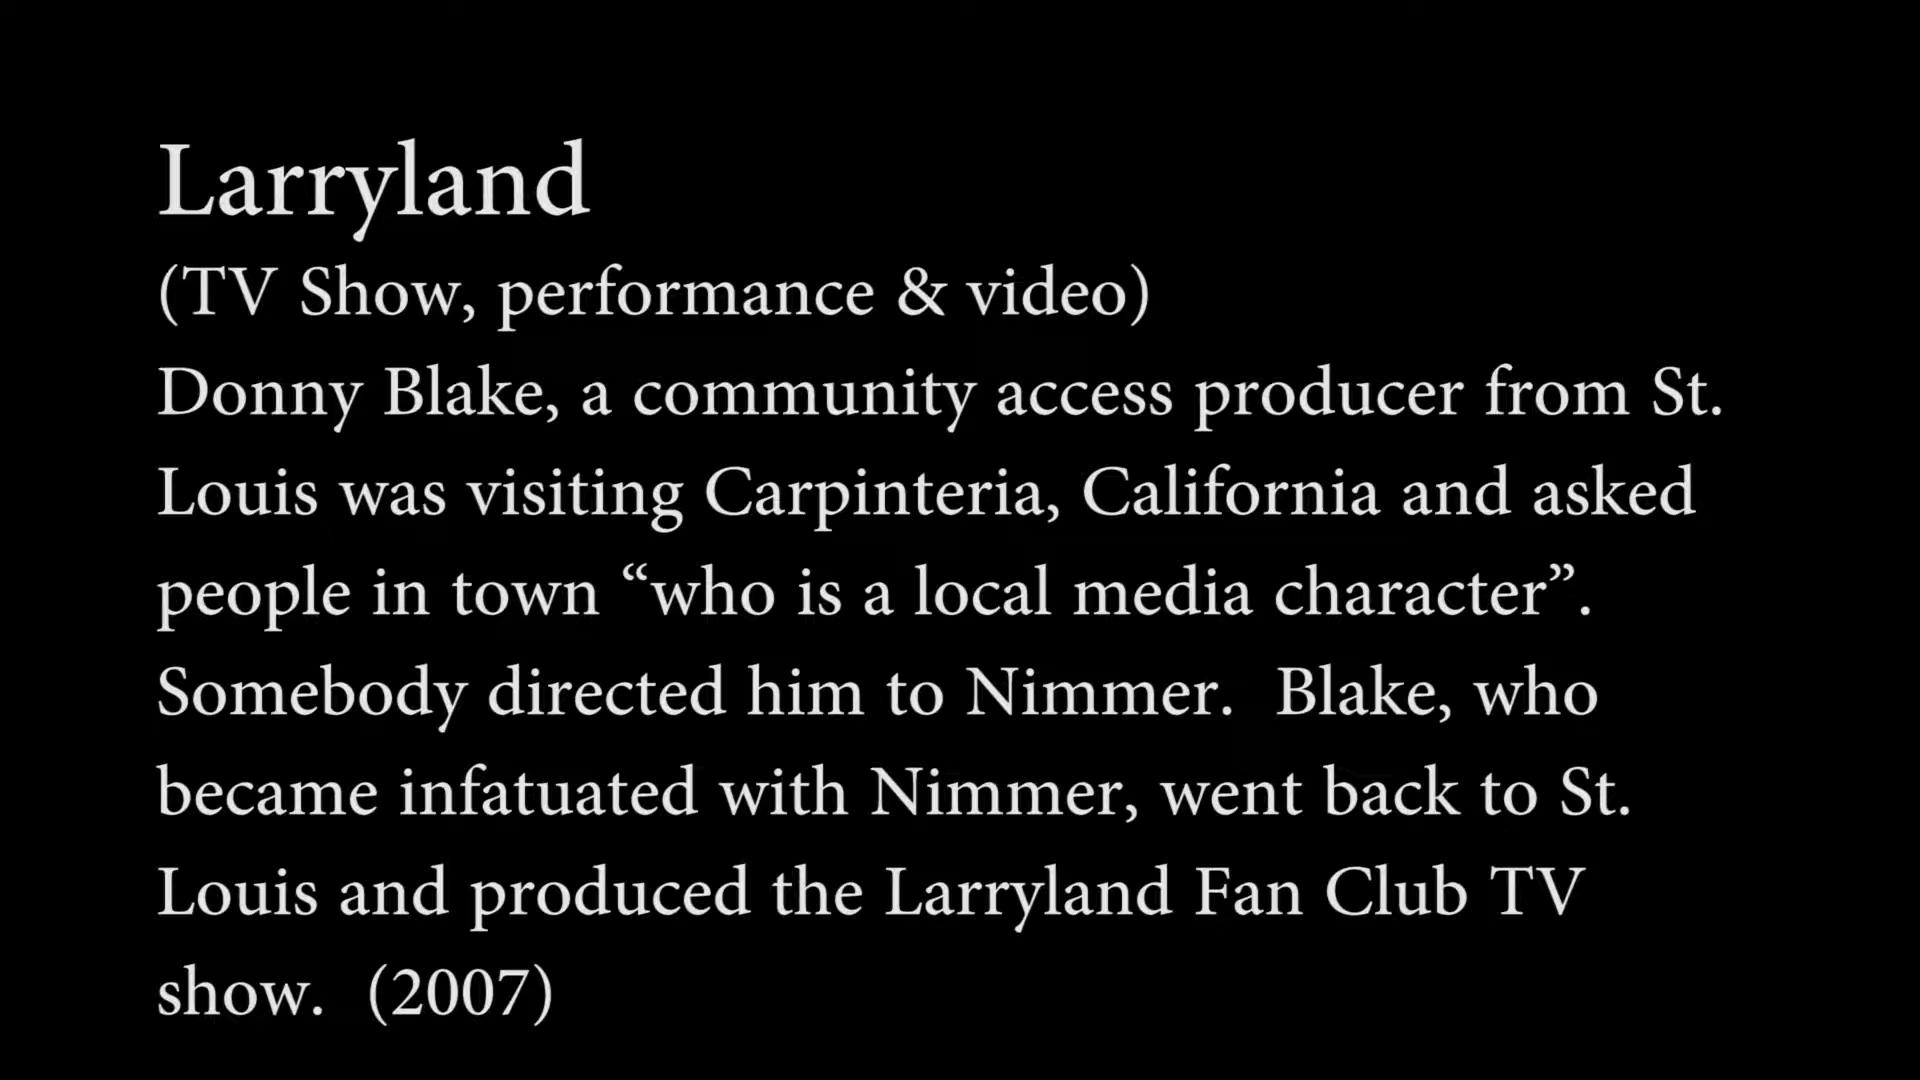 Larryland
(TV Show, performance & video)
Donny Blake, a community access producer from St.
Louis was visiting Carpinteria, California and asked
people in town “who is a local media character”.
Somebody directed him to Nimmer.  Blake, who
became infatuated with Nimmer, went back to St.
Louis and produced the Larryland Fan Club TV
show.  (2007)